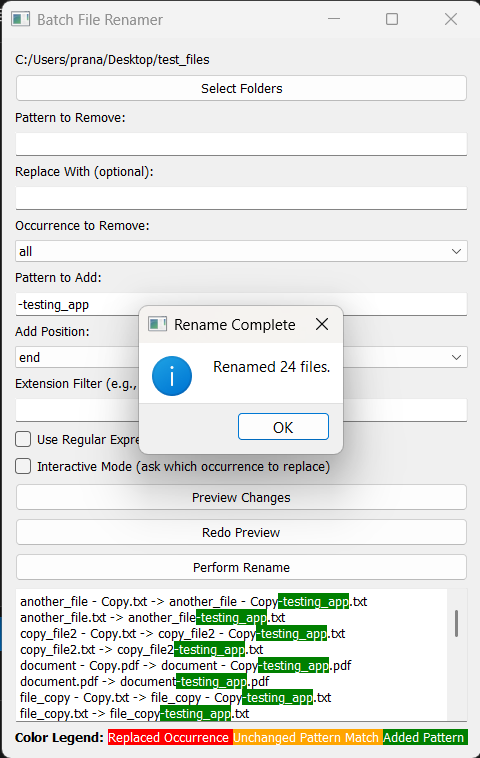 Batch File Renamer
C:/Users/prana/Desktop/test_files
Select Folders
Pattern to Remove:
Replace With (optional):
Occurrence to Remove:
all
Pattern to Add:
-testing_app
Add Position:
end
Rename Complete
Renamed 24 files.
OK
Extension Filter (e.g.,
Use Regular Expre
Interactive Mode (ask which occurrence to replace)
Preview Changes
Redo Preview
Perform Rename
another_file - Copy.txt -> another_file - Copy-testing_app.txt
another_file.txt -> another_file-testing_app.txt
copy_file2 - Copy.txt -> copy_file2 - Copy-testing_app.txt
copy_file2.txt -> copy_file2-testing_app.txt
document - Copy.pdf -> document - Copy-testing_app.pdf
document.pdf -> document-testing_app.pdf
file_copy - Copy.txt -> file_copy - Copy-testing_app.txt
file_copy.txt -> file_copy-testing_app.txt
Color Legend: Replaced Occurrence Unchanged Pattern Match Added Pattern